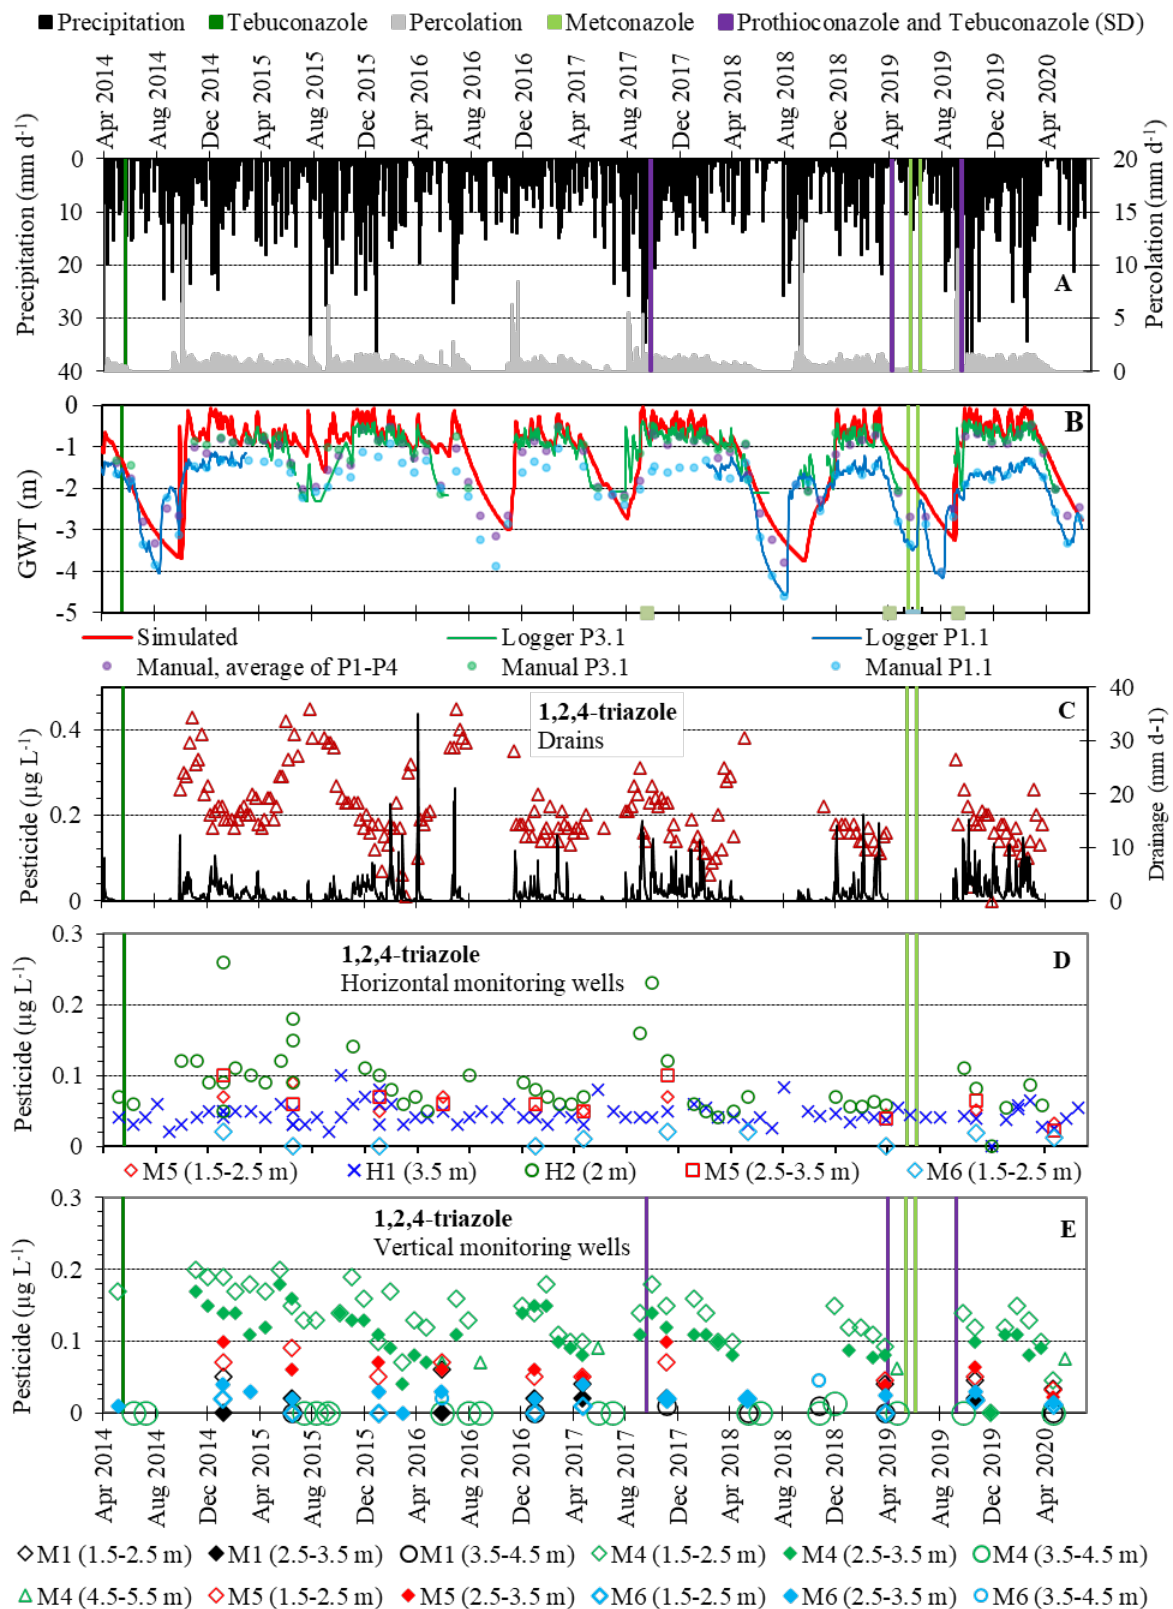 Precipitation Tebuconazole Percolation Metconazole Prothioconazole and Tebuconazole (SD)
Apr 2014 Aug 2014 Dec 2014 Apr 2015 Aug 2015 Dec 2015 Apr 2016 Aug 2016 Dec 2016 Apr 2017 Aug 2017 Dec 2017 Apr 2018 Aug 2018 Dec 2018 Apr 2019 Aug 2019 Dec 2019 Apr 2020
Precipitation (mm d⁻¹)
0
10
20
30
40
A
20
15
10
5
0
Percolation (mm d⁻¹)
GWT (m)
0
-1
-2
-3
-4
-5
B
Simulated Logger P3.1 Logger P1.1
Manual, average of P1-P4 Manual P3.1 Manual P1.1
Pesticide (µg L⁻¹)
0.4
0.2
0
1,2,4-triazole
Drains
C
40
30
20
10
0
Drainage (mm d-1)
Pesticide (µg L⁻¹)
0.3
0.2
0.1
0
1,2,4-triazole
Horizontal monitoring wells
D
M5 (1.5-2.5 m) H1 (3.5 m) H2 (2 m) M5 (2.5-3.5 m) M6 (1.5-2.5 m)
Pesticide (µg L⁻¹)
0.3
0.2
0.1
0
1,2,4-triazole
Vertical monitoring wells
E
Apr 2014 Aug 2014 Dec 2014 Apr 2015 Aug 2015 Dec 2015 Apr 2016 Aug 2016 Dec 2016 Apr 2017 Aug 2017 Dec 2017 Apr 2018 Aug 2018 Dec 2018 Apr 2019 Aug 2019 Dec 2019 Apr 2020
M1 (1.5-2.5 m) M1 (2.5-3.5 m) M1 (3.5-4.5 m) M4 (1.5-2.5 m) M4 (2.5-3.5 m) M4 (3.5-4.5 m)
M4 (4.5-5.5 m) M5 (1.5-2.5 m) M5 (2.5-3.5 m) M6 (1.5-2.5 m) M6 (2.5-3.5 m) M6 (3.5-4.5 m)